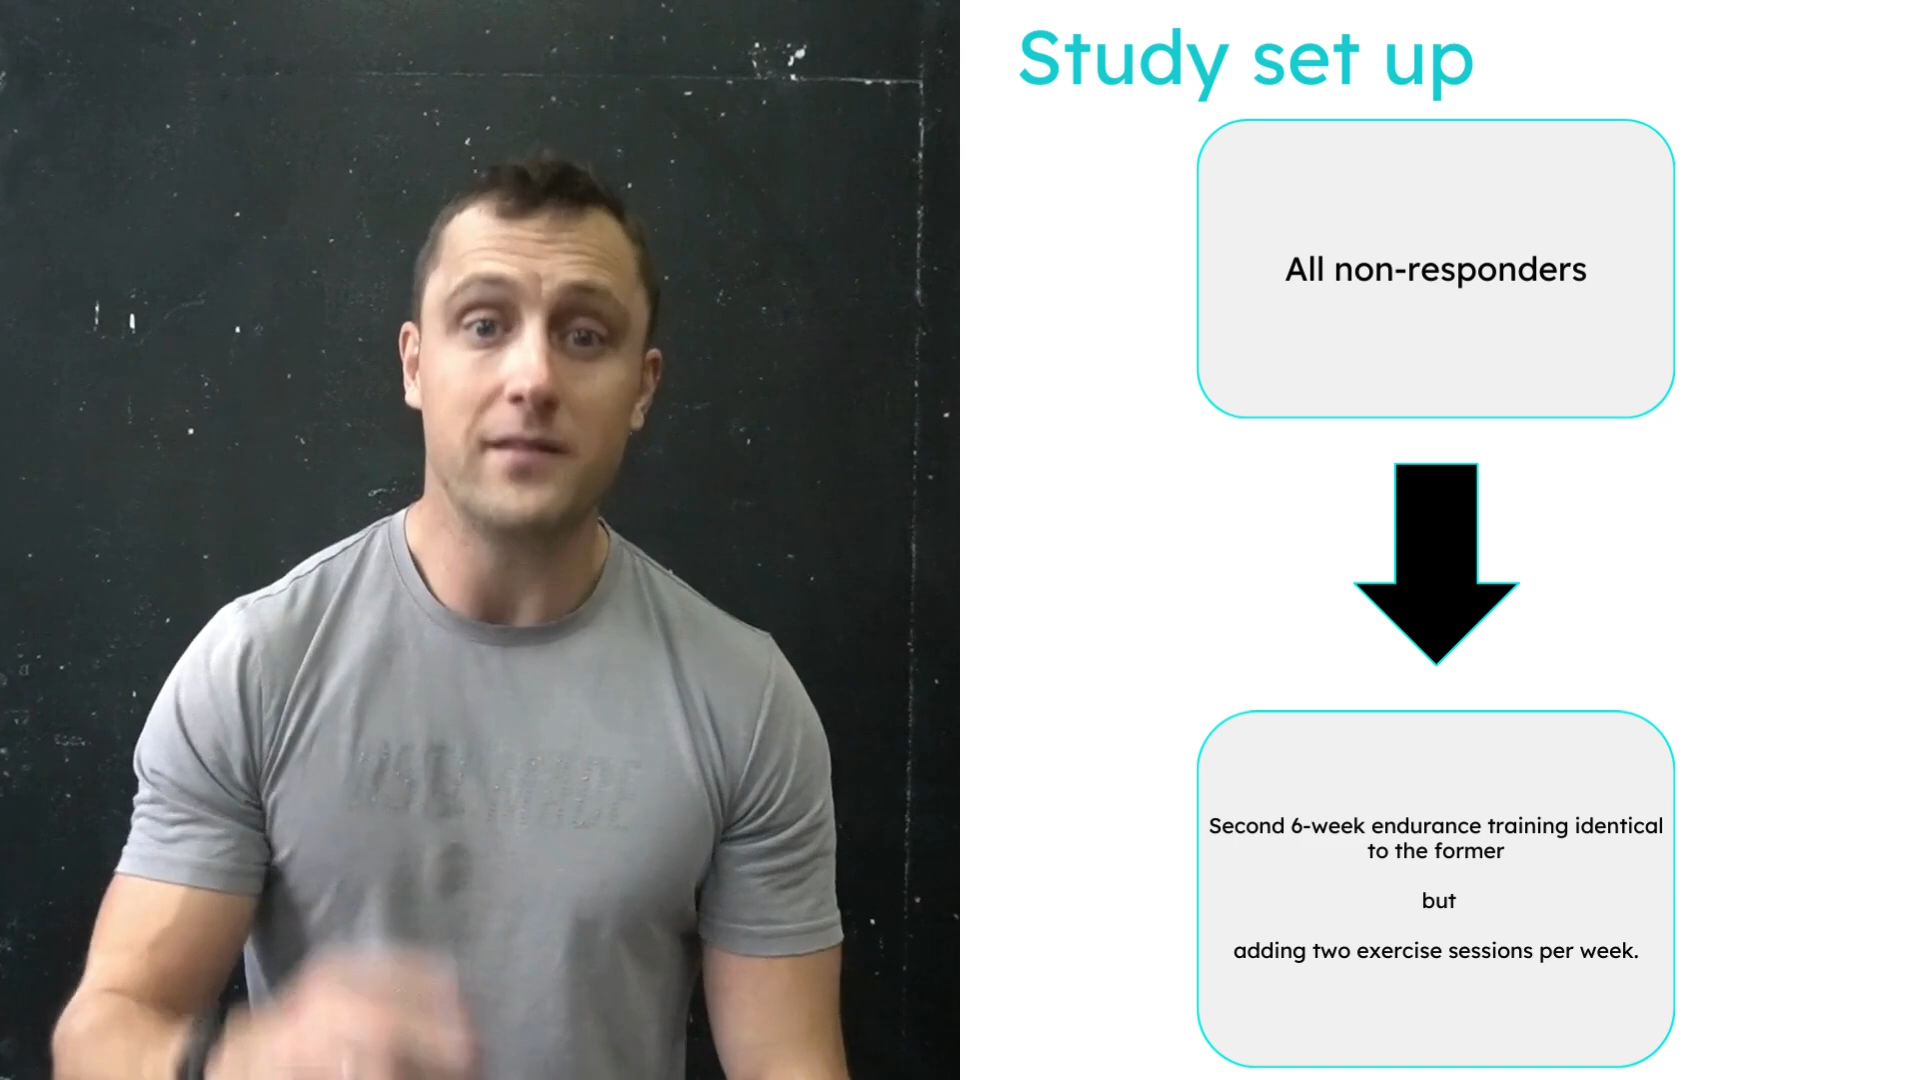 Study set up
All non-responders
Second 6-week endurance training identical
to the former
but
adding two exercise sessions per week.